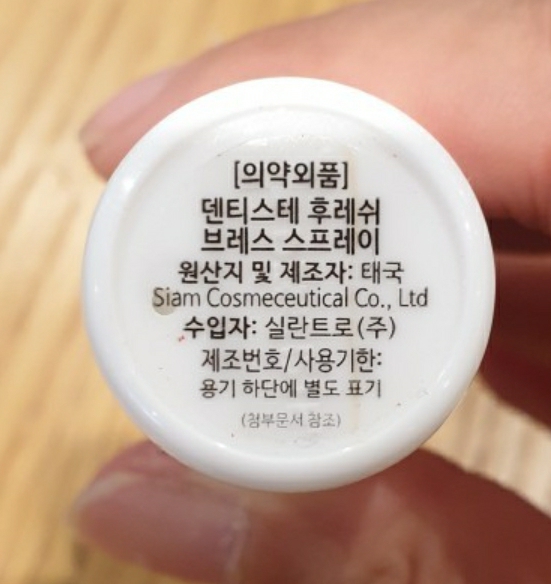 [의약외품]
덴티스테 후레쉬
브레스 스프레이
원산지 및 제조자: 태국
Siam Cosmeceutical Co., Ltd
수입자: 실란트로(주)
제조번호/사용기한:
용기 하단에 별도 표기
(첨부문서 참조)